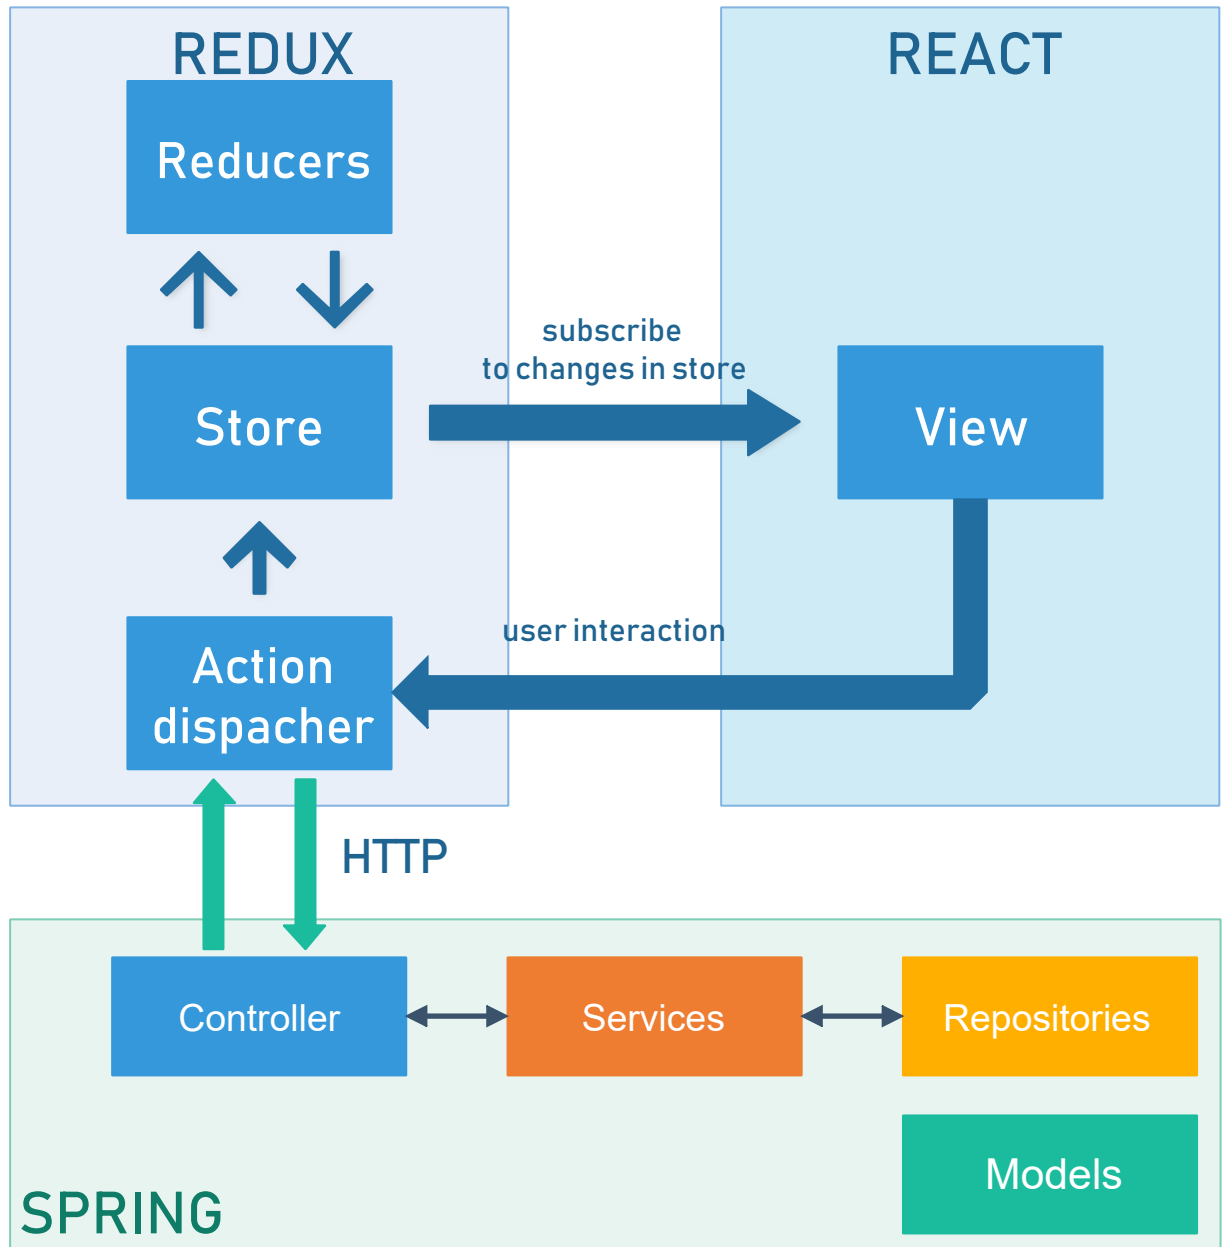 REDUX
Reducers
Store
Action
dispacher
subscribe
to changes in store
user interaction
REACT
View
HTTP
Controller
Services
Repositories
Models
SPRING